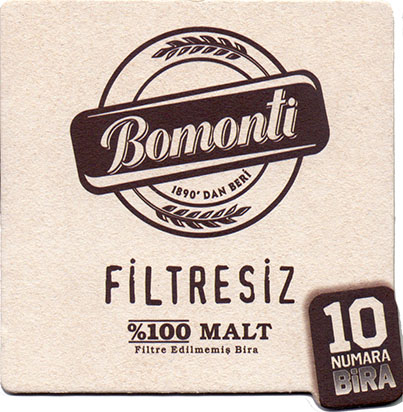 Bomonti
1890' DAN BERİ
FİLTRESİZ
%100 MALT
Filtre Edilmemiş Bira
10
NUMARA
BİRA